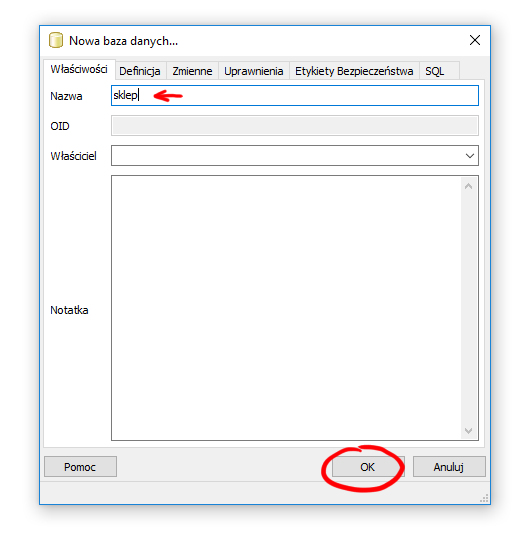 Nowa baza danych...
Właściwości Definicja Zmienne Uprawnienia Etykiety Bezpieczeństwa SQL
Nazwa sklep
OID
Właściciel
Notatka
Pomoc OK Anuluj